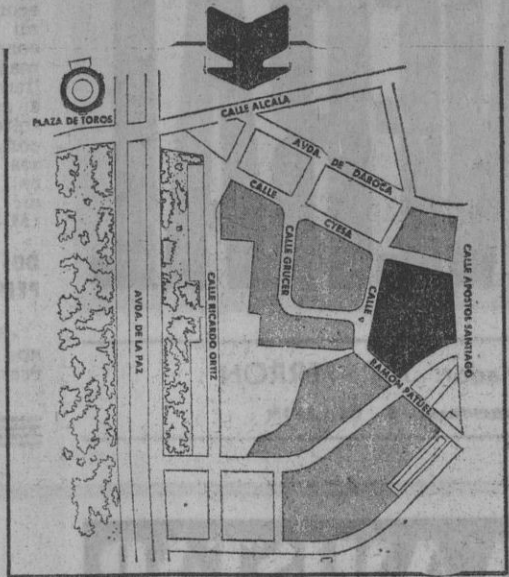 PLAZA DE TOROS
CALLE ALCALA
AVDA. DE DAROCA
CALLE CTESA
CALLE GRUCER
CALLE
RAMON PATUEL
CALLE APOSTOL SANTIAGO
CALLE RICARDO ORTIZ
AVDA. DE LA PAZ